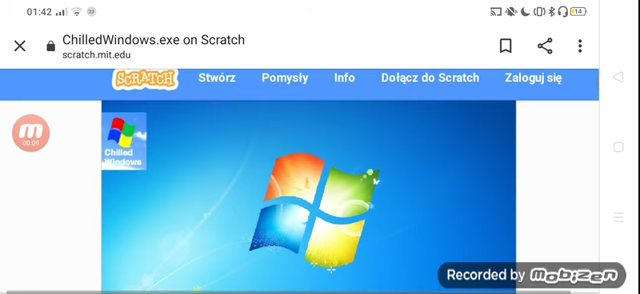 01:42
14
ChilledWindows.exe on Scratch
scratch.mit.edu
SCRATCH Stwórz Pomysły Info Dołącz do Scratch Zaloguj się
00:09
Chilled
Windows
Recorded by Mobizen